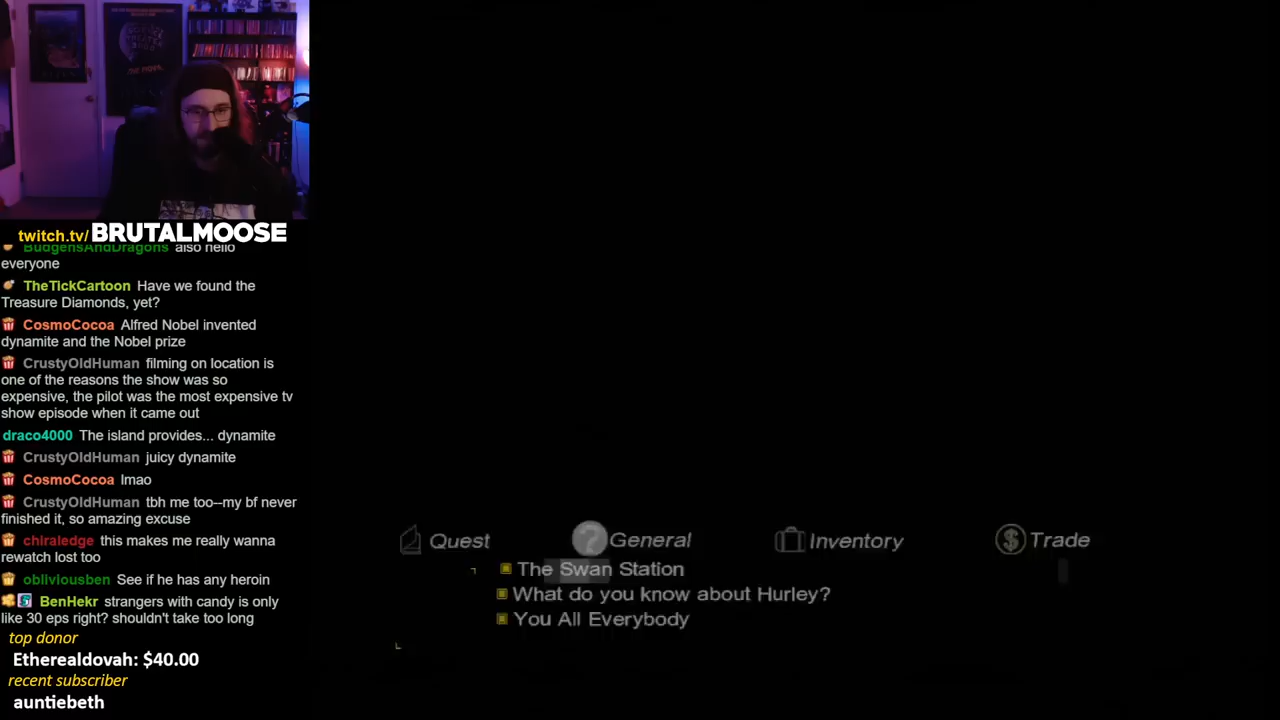 twitch.tv/BRUTALMOOSE
BudgensAndDragons also hello
everyone
TheTickCartoon Have we found the
Treasure Diamonds, yet?
CosmoCocoa Alfred Nobel invented
dynamite and the Nobel prize
CrustyOldHuman filming on location is
one of the reasons the show was so
expensive, the pilot was the most expensive tv
show episode when it came out
draco4000 The island provides... dynamite
CrustyOldHuman juicy dynamite
CosmoCocoa lmao
CrustyOldHuman tbh me too--my bf never
finished it, so amazing excuse
chiraledge this makes me really wanna
rewatch lost too
obliviousben See if he has any heroin
BenHekr strangers with candy is only
like 30 eps right? shouldn't take too long
top donor
Etherealdovah: $40.00
recent subscriber
auntiebeth
Quest ? General Inventory $ Trade
The Swan Station
What do you know about Hurley?
You All Everybody